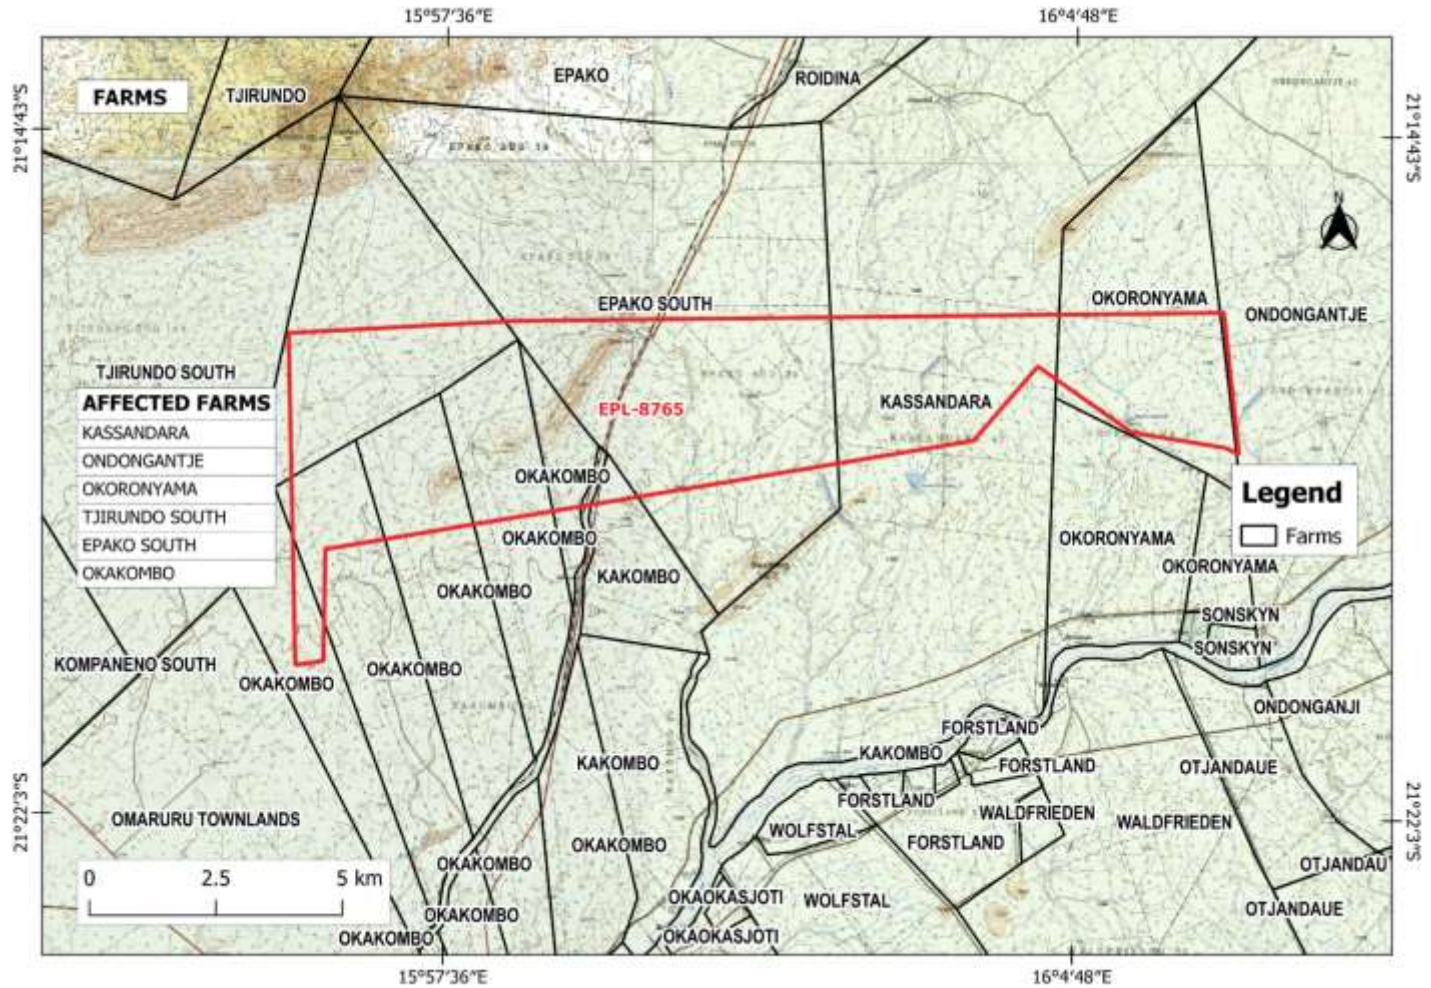 15°57'36"E
16°4'48"E
EPAKO
ROIDINA
FARMS
TJIRUNDO
21°14'43"S
21°14'43"S
N
EPAKO SOUTH
OKORONYAMA
ONDONGANTJE
TJIRUNDO SOUTH
AFFECTED FARMS
KASSANDARA
ONDONGANTJE
OKORONYAMA
TJIRUNDO SOUTH
EPAKO SOUTH
OKAKOMBO
KASSANDARA
EPL-8765
OKAKOMBO
Legend
Farms
OKAKOMBO
OKORONYAMA
OKORONYAMA
KAKOMBO
OKAKOMBO
SONSKYN
SONSKYN
KOMPANENO SOUTH
OKAKOMBO
OKAKOMBO
ONDONGANJI
FORSTLAND
KAKOMBO
KAKOMBO
FORSTLAND
OTJANDAUE
FORSTLAND
WALDFRIEDEN
WALDFRIEDEN
21°22'3"S
21°22'3"S
OMARURU TOWNLANDS
WOLFSTAL
FORSTLAND
OKAKOMBO
OKAKOMBO
OTJANDAU
0 2.5 5 km
OKAOKASJOTI
WOLFSTAL
OTJANDAUE
OKAKOMBO
OKAKOMBO
OKAOKASJOTI
15°57'36"E
16°4'48"E